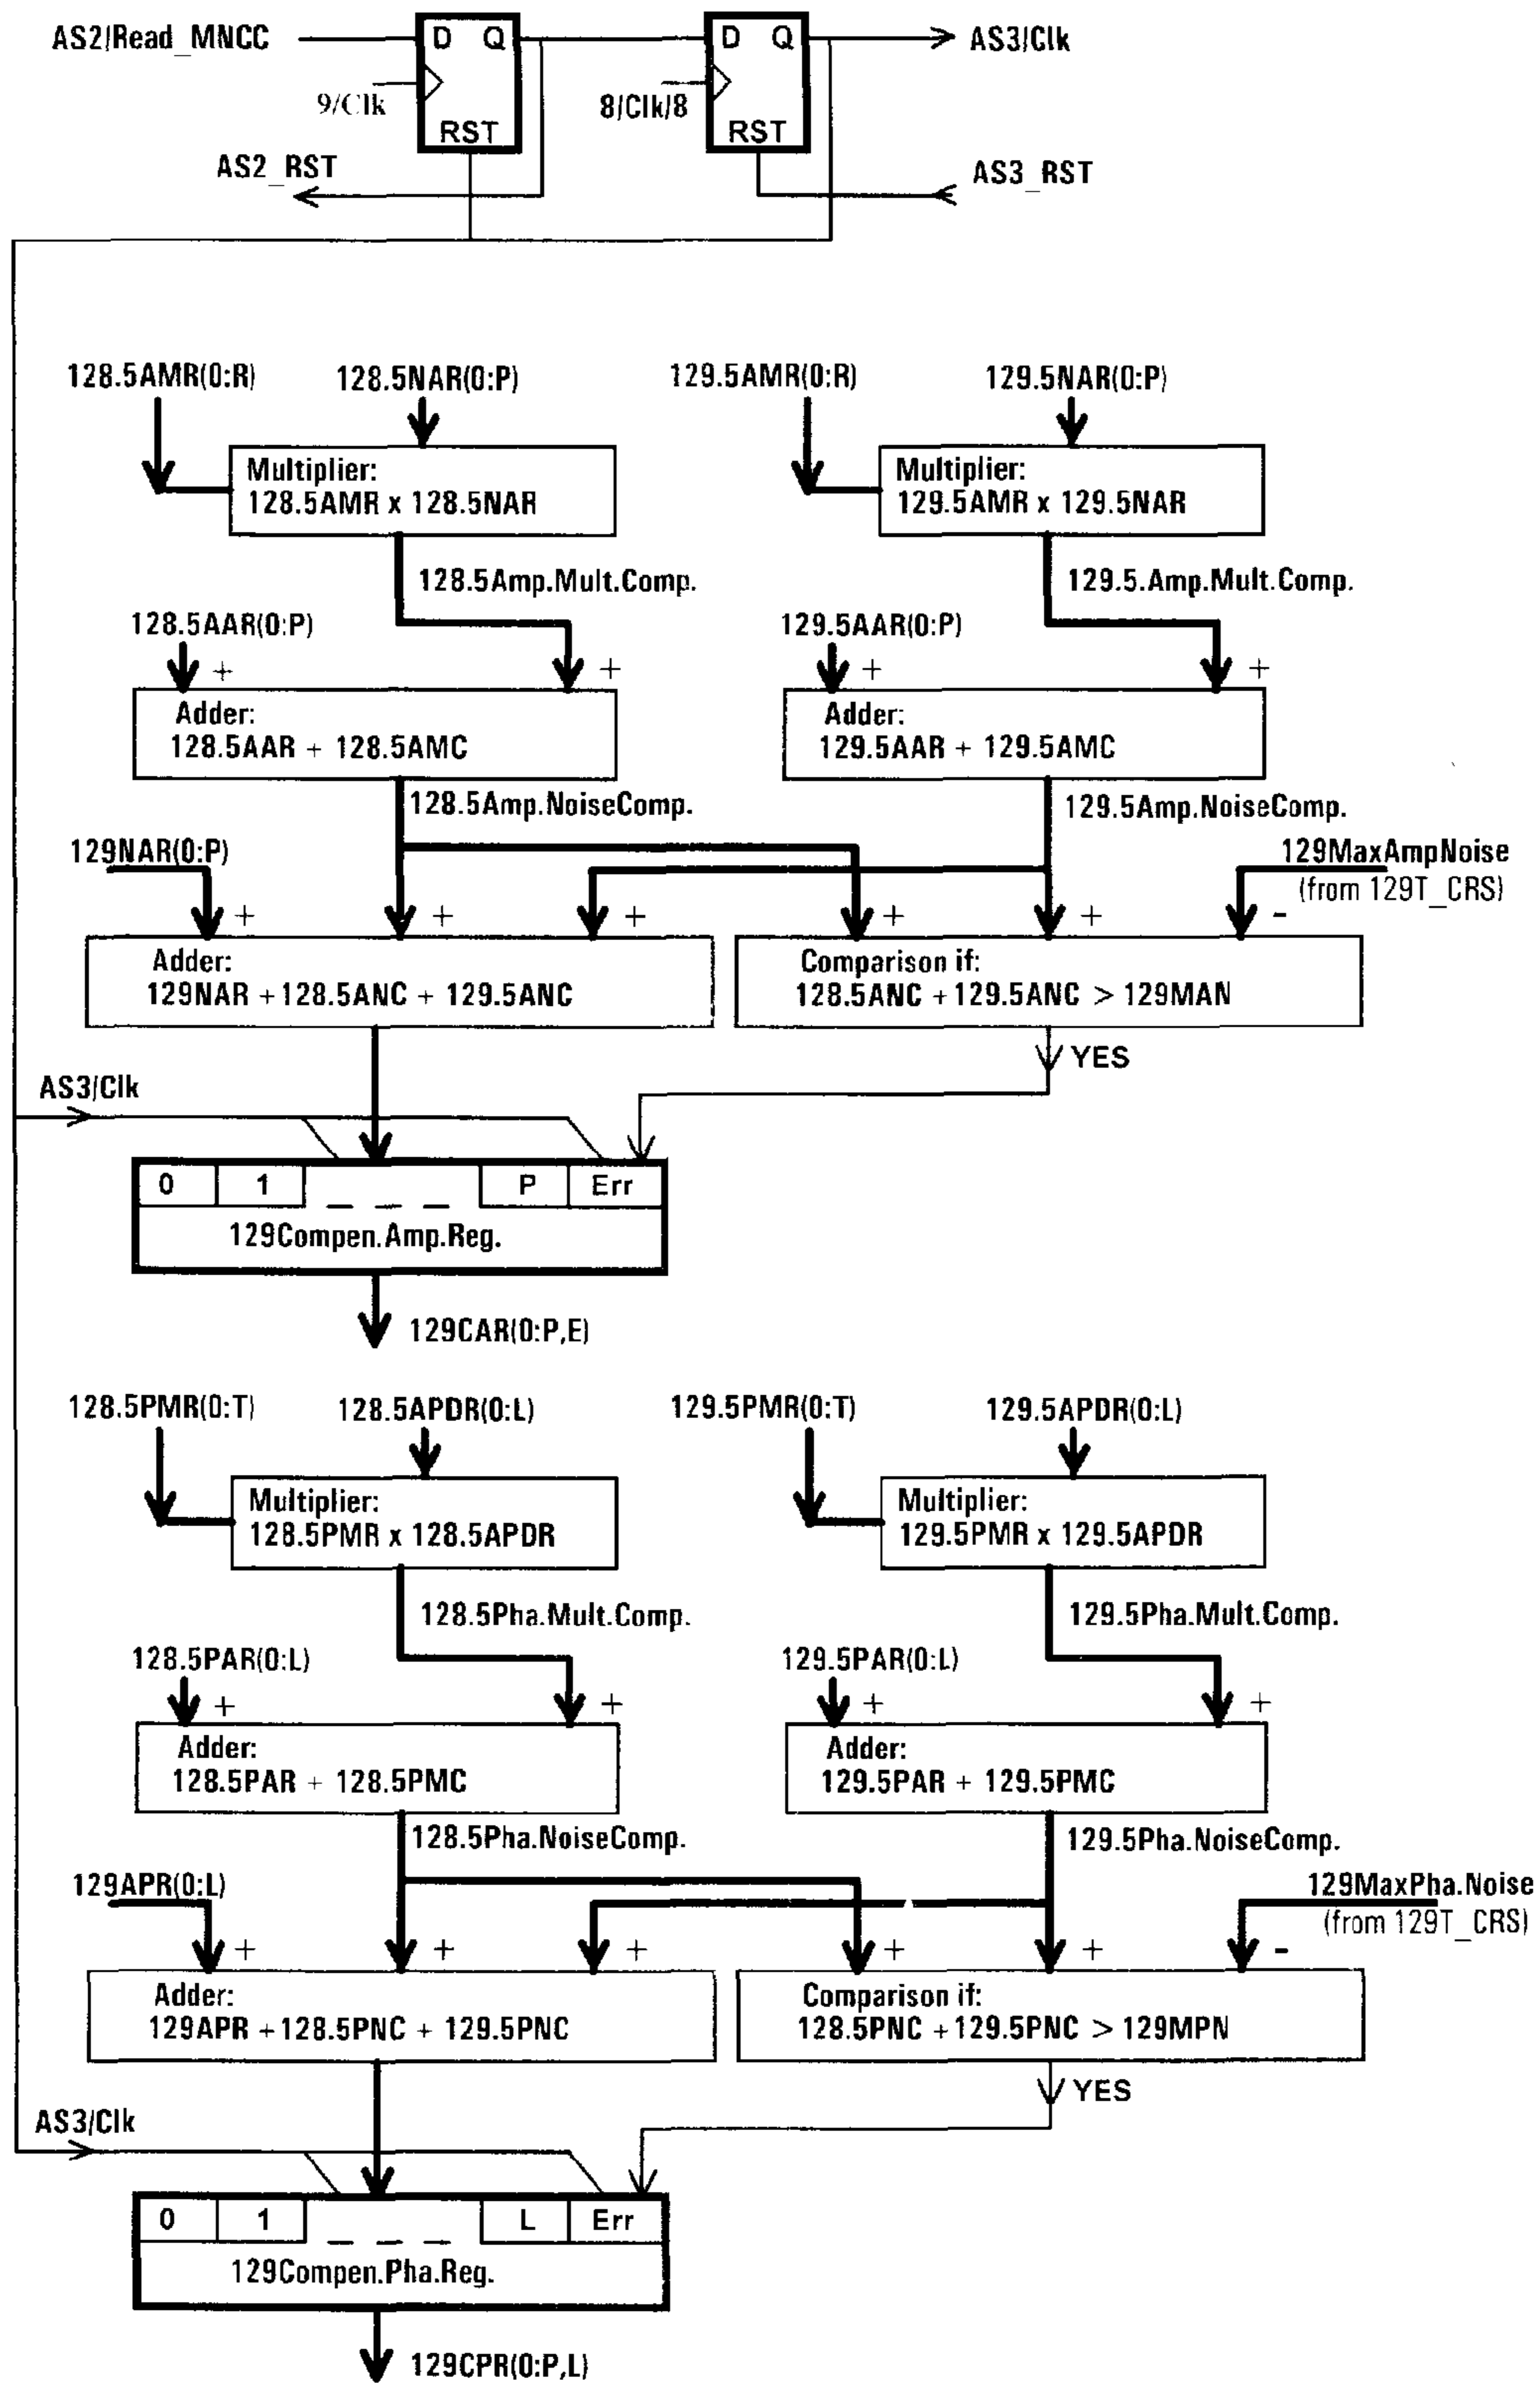 AS2/Read_MNCC
D Q
D Q
AS3/Clk
9/Clk
8/Clk/8
RST
RST
AS2_RST
AS3_RST
128.5AMR(0:R)
128.5NAR(0:P)
129.5AMR(0:R)
129.5NAR(0:P)
Multiplier:
128.5AMR x 128.5NAR
Multiplier:
129.5AMR x 129.5NAR
128.5Amp.Mult.Comp.
129.5.Amp.Mult.Comp.
128.5AAR(0:P)
129.5AAR(0:P)
+
+
+
+
Adder:
128.5AAR + 128.5AMC
Adder:
129.5AAR + 129.5AMC
128.5Amp.NoiseComp.
129.5Amp.NoiseComp.
129NAR(0:P)
129MaxAmpNoise
(from 129T_CRS)
+
+
+
+
+
-
Adder:
129NAR +128.5ANC + 129.5ANC
Comparison if:
128.5ANC +129.5ANC > 129MAN
YES
AS3/Clk
0 1 P Err
129Compen.Amp.Reg.
129CAR(0:P,E)
128.5PMR(0:T)
128.5APDR(0:L)
129.5PMR(0:T)
129.5APDR(0:L)
Multiplier:
128.5PMR x 128.5APDR
Multiplier:
129.5PMR x 129.5APDR
128.5Pha.Mult.Comp.
129.5Pha.Mult.Comp.
128.5PAR(0:L)
129.5PAR(0:L)
+
+
+
+
Adder:
128.5PAR + 128.5PMC
Adder:
129.5PAR + 129.5PMC
128.5Pha.NoiseComp.
129.5Pha.NoiseComp.
129APR(0:L)
129MaxPha.Noise
(from 129T_CRS)
+
+
+
+
+
-
Adder:
129APR +128.5PNC + 129.5PNC
Comparison if:
128.5PNC +129.5PNC > 129MPN
YES
AS3/Clk
0 1 L Err
129Compen.Pha.Reg.
129CPR(0:P,L)